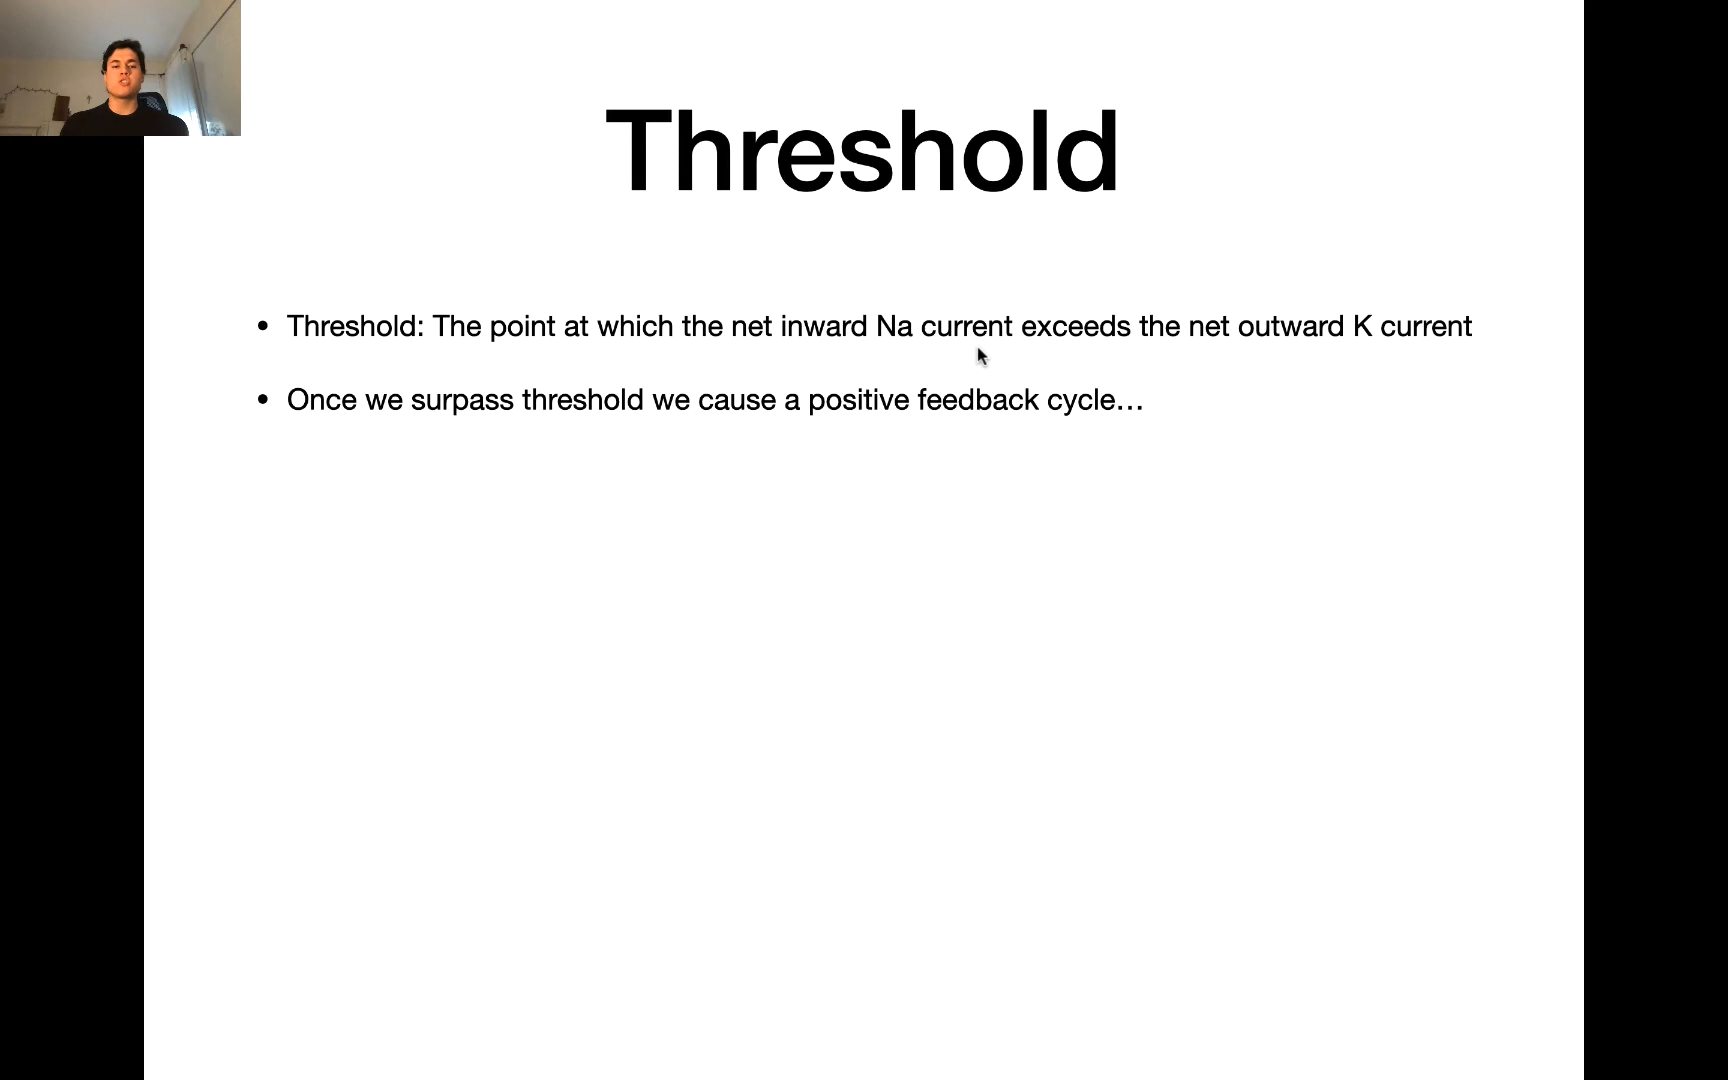 Threshold
• Threshold: The point at which the net inward Na current exceeds the net outward K current
• Once we surpass threshold we cause a positive feedback cycle…